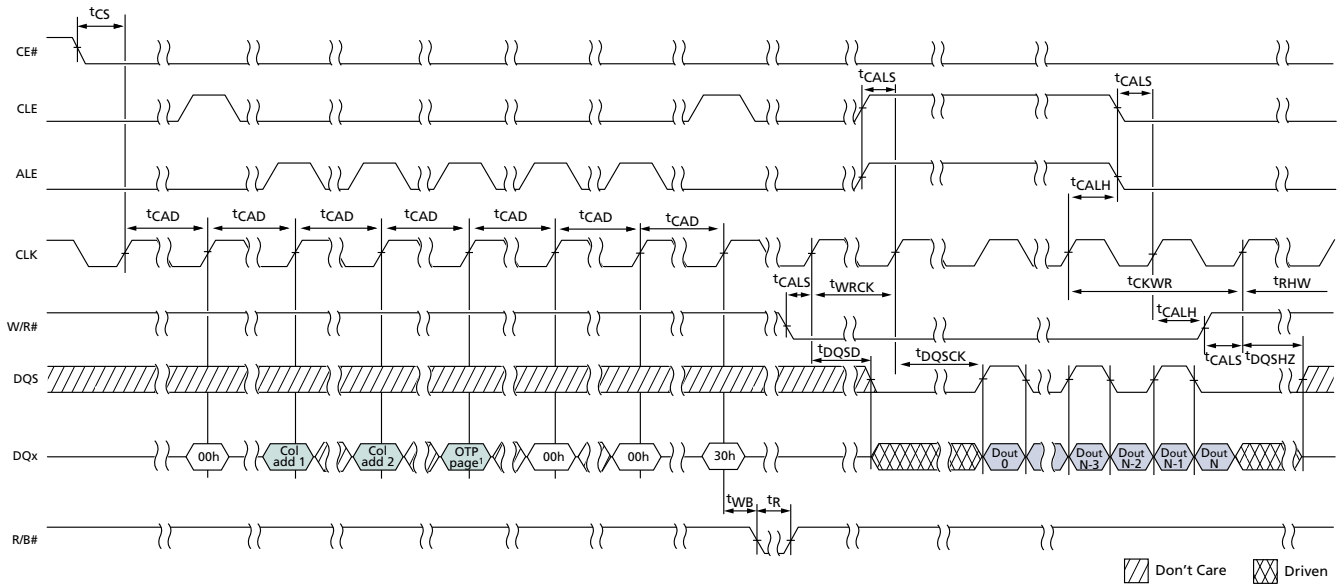 tCS
CE#
tCALS
tCALS
CLE
ALE
tCALH
tCAD
tCAD
tCAD
tCAD
tCAD
tCAD
tCAD
CLK
tCALS
tWRCK
tCKWR
tRHW
W/R#
tCALH
tDQSD
tDQSCK
tCALS
tDQSHZ
DQS
DQx
00h
Col
add 1
Col
add 2
OTP
page1
00h
00h
30h
Dout
0
Dout
N-3
Dout
N-2
Dout
N-1
Dout
N
tWB
tR
R/B#
Don't Care
Driven